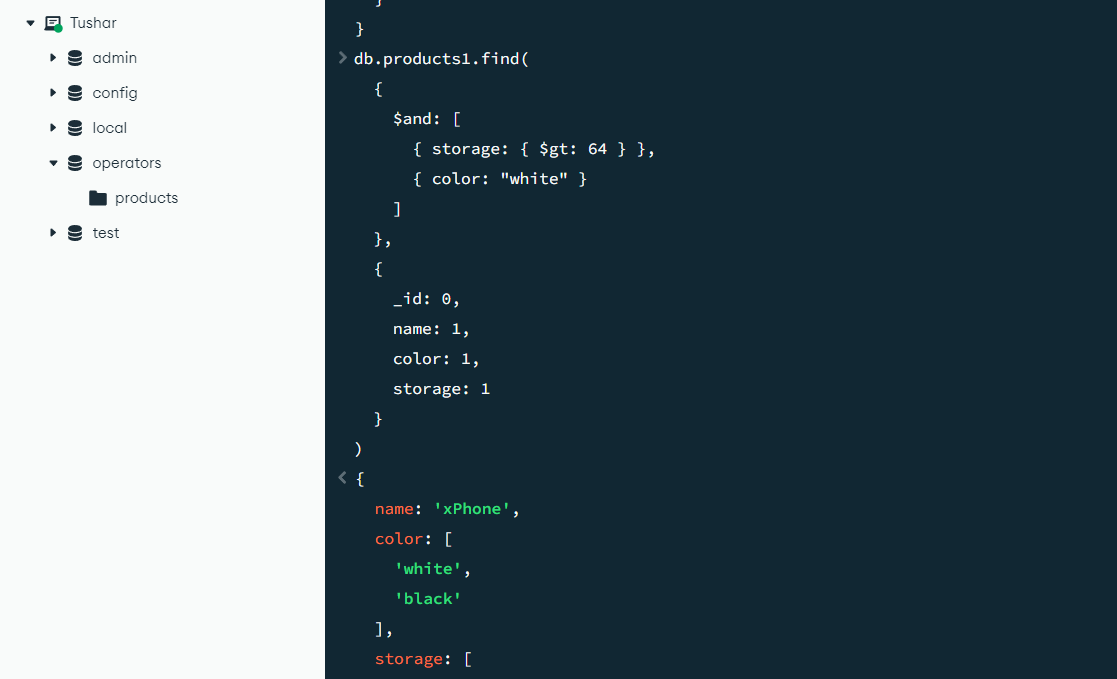 Tushar
admin
config
local
operators
products
test
}
}
db.products1.find(
{
$and: [
{ storage: { $gt: 64 } },
{ color: "white" }
]
},
{
_id: 0,
name: 1,
color: 1,
storage: 1
}
)
{
name: 'xPhone',
color: [
'white',
'black'
],
storage: [